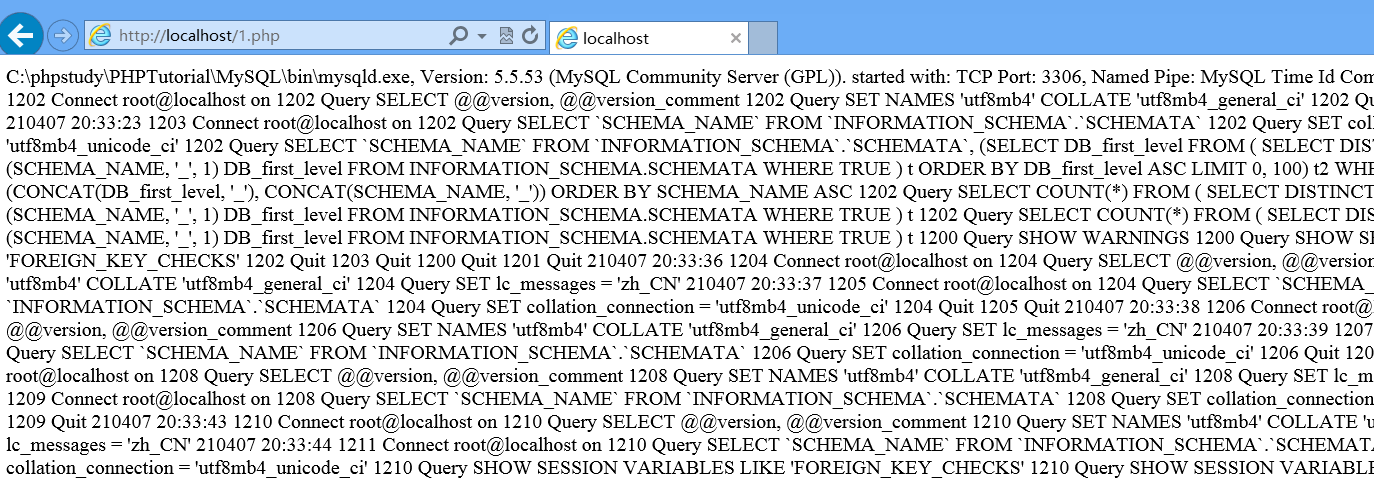 http://localhost/1.php localhost
C:\phpstudy\PHPTutorial\MySQL\bin\mysqld.exe, Version: 5.5.53 (MySQL Community Server (GPL)). started with: TCP Port: 3306, Named Pipe: MySQL Time Id Com
1202 Connect root@localhost on 1202 Query SELECT @@version, @@version_comment 1202 Query SET NAMES 'utf8mb4' COLLATE 'utf8mb4_general_ci' 1202 Qu
210407 20:33:23 1203 Connect root@localhost on 1202 Query SELECT `SCHEMA_NAME` FROM `INFORMATION_SCHEMA`.`SCHEMATA` 1202 Query SET coll
'utf8mb4_unicode_ci' 1202 Query SELECT `SCHEMA_NAME` FROM `INFORMATION_SCHEMA`.`SCHEMATA`, (SELECT DB_first_level FROM ( SELECT DIST
(SCHEMA_NAME, '_', 1) DB_first_level FROM INFORMATION_SCHEMA.SCHEMATA WHERE TRUE ) t ORDER BY DB_first_level ASC LIMIT 0, 100) t2 WHE
(CONCAT(DB_first_level, '_'), CONCAT(SCHEMA_NAME, '_')) ORDER BY SCHEMA_NAME ASC 1202 Query SELECT COUNT(*) FROM ( SELECT DISTINCT
(SCHEMA_NAME, '_', 1) DB_first_level FROM INFORMATION_SCHEMA.SCHEMATA WHERE TRUE ) t 1202 Query SELECT COUNT(*) FROM ( SELECT DIS
(SCHEMA_NAME, '_', 1) DB_first_level FROM INFORMATION_SCHEMA.SCHEMATA WHERE TRUE ) t 1200 Query SHOW WARNINGS 1200 Query SHOW SE
'FOREIGN_KEY_CHECKS' 1202 Quit 1203 Quit 1200 Quit 1201 Quit 210407 20:33:36 1204 Connect root@localhost on 1204 Query SELECT @@version, @@version
'utf8mb4' COLLATE 'utf8mb4_general_ci' 1204 Query SET lc_messages = 'zh_CN' 210407 20:33:37 1205 Connect root@localhost on 1204 Query SELECT `SCHEMA_
`INFORMATION_SCHEMA`.`SCHEMATA` 1204 Query SET collation_connection = 'utf8mb4_unicode_ci' 1204 Quit 1205 Quit 210407 20:33:38 1206 Connect root@l
@@version, @@version_comment 1206 Query SET NAMES 'utf8mb4' COLLATE 'utf8mb4_general_ci' 1206 Query SET lc_messages = 'zh_CN' 210407 20:33:39 1207
Query SELECT `SCHEMA_NAME` FROM `INFORMATION_SCHEMA`.`SCHEMATA` 1206 Query SET collation_connection = 'utf8mb4_unicode_ci' 1206 Quit 120
root@localhost on 1208 Query SELECT @@version, @@version_comment 1208 Query SET NAMES 'utf8mb4' COLLATE 'utf8mb4_general_ci' 1208 Query SET lc_m
1209 Connect root@localhost on 1208 Query SELECT `SCHEMA_NAME` FROM `INFORMATION_SCHEMA`.`SCHEMATA` 1208 Query SET collation_connection
1209 Quit 210407 20:33:43 1210 Connect root@localhost on 1210 Query SELECT @@version, @@version_comment 1210 Query SET NAMES 'utf8mb4' COLLATE 'u
lc_messages = 'zh_CN' 210407 20:33:44 1211 Connect root@localhost on 1210 Query SELECT `SCHEMA_NAME` FROM `INFORMATION_SCHEMA`.`SCHEMATA
collation_connection = 'utf8mb4_unicode_ci' 1210 Query SHOW SESSION VARIABLES LIKE 'FOREIGN_KEY_CHECKS' 1210 Query SHOW SESSION VARIABLE